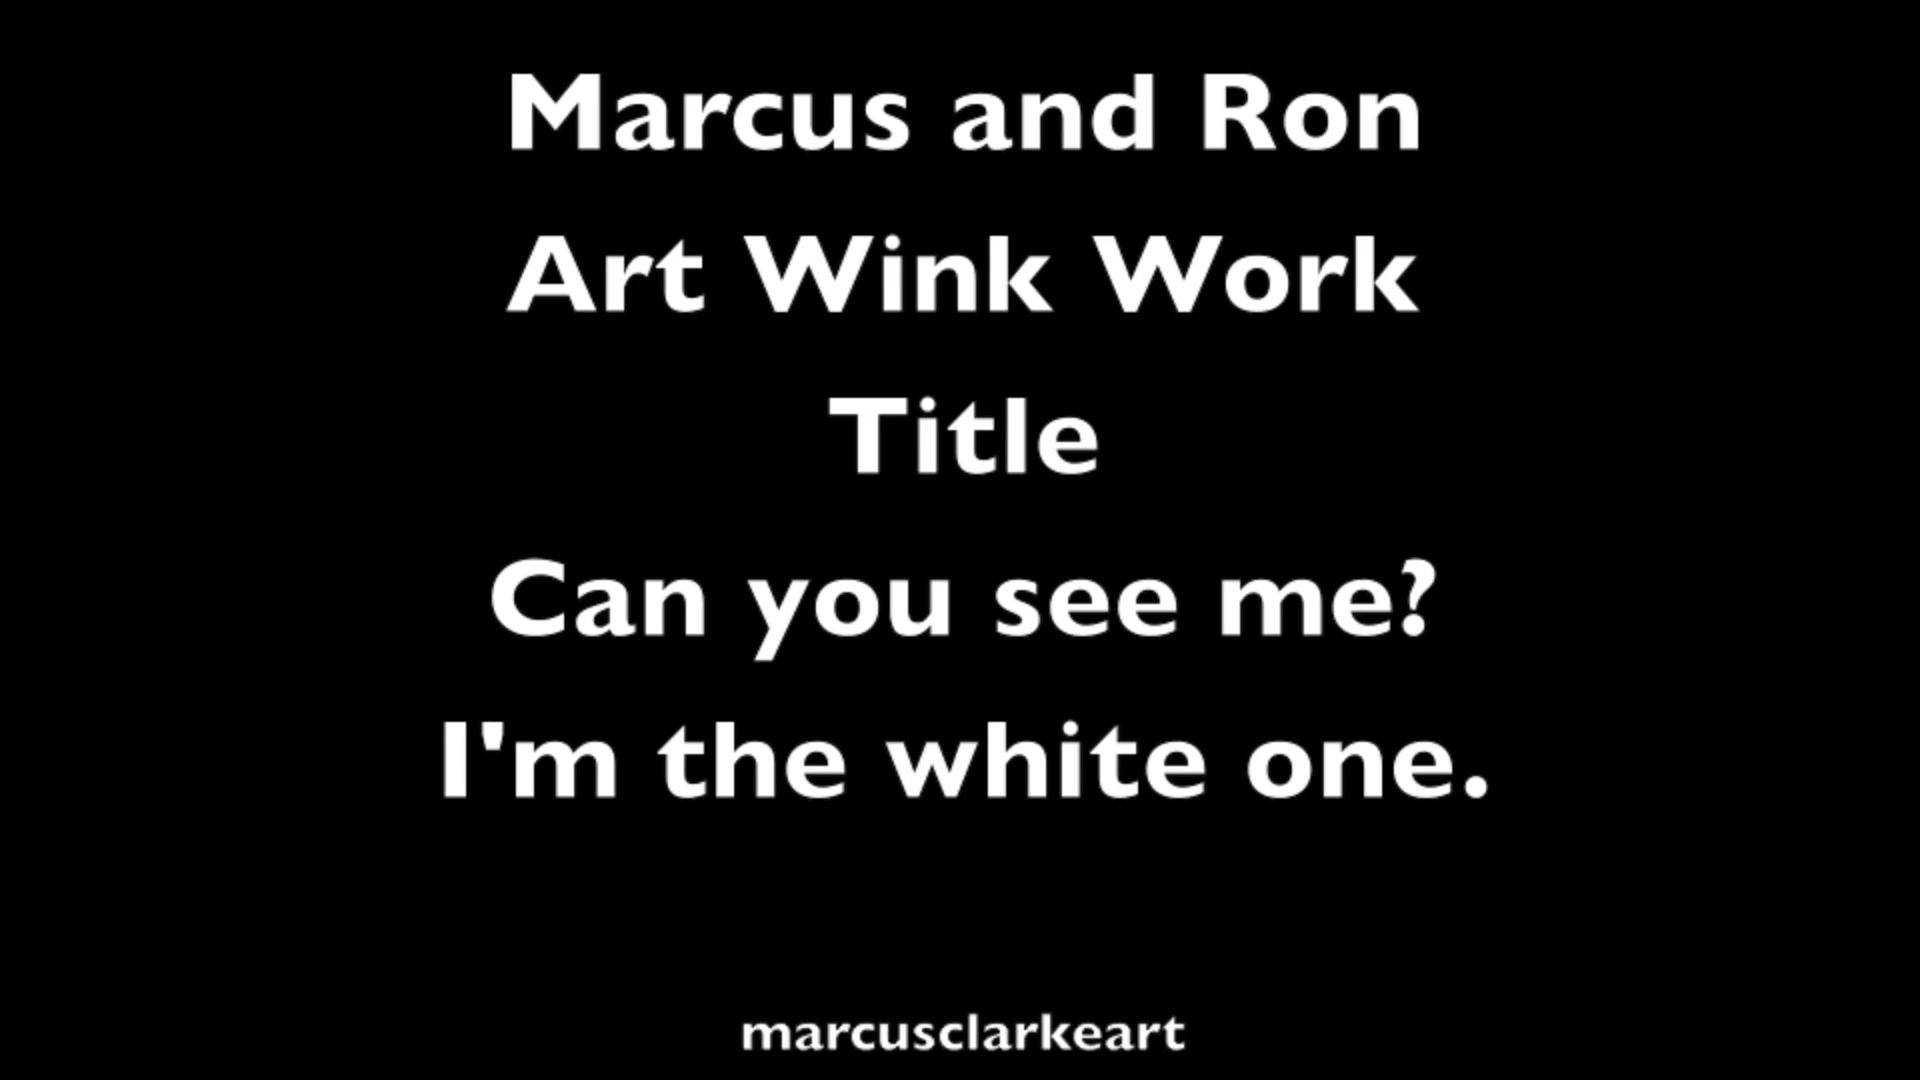 Marcus and Ron
Art Wink Work
Title
Can you see me?
I'm the white one.
marcusclarkeart